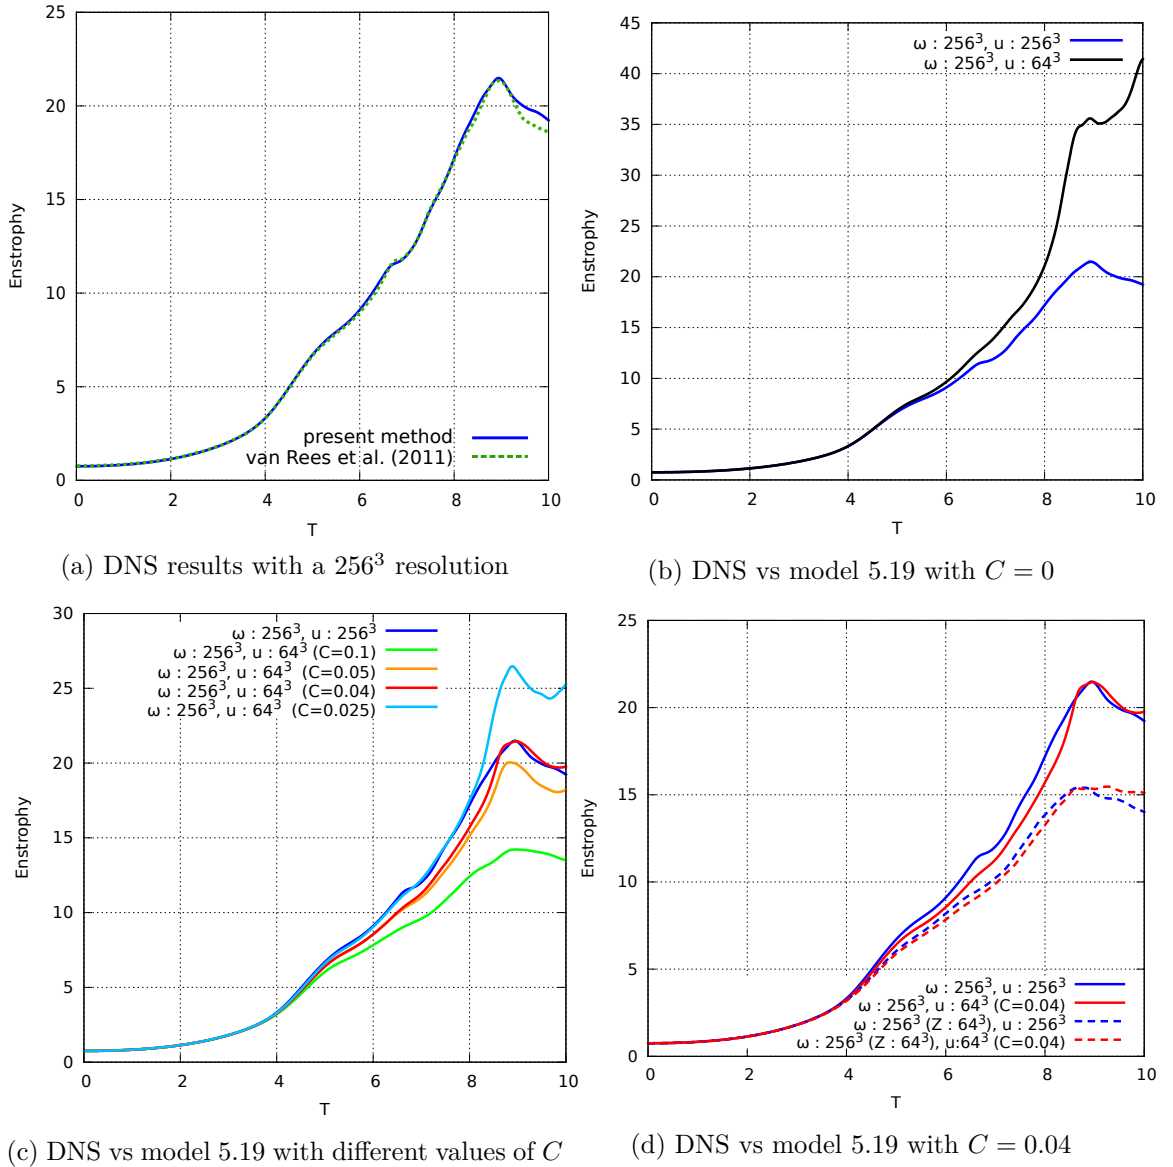 25
20
15
10
5
0
Enstrophy
present method
van Rees et al. (2011)
0 2 4 6 8 10
T
(a) DNS results with a 256³ resolution
45
40
35
30
25
20
15
10
5
0
Enstrophy
ω : 256³, u : 256³
ω : 256³, u : 64³
0 2 4 6 8 10
T
(b) DNS vs model 5.19 with C = 0
30
25
20
15
10
5
0
Enstrophy
ω : 256³, u : 256³
ω : 256³, u : 64³ (C=0.1)
ω : 256³, u : 64³ (C=0.05)
ω : 256³, u : 64³ (C=0.04)
ω : 256³, u : 64³ (C=0.025)
0 2 4 6 8 10
T
(c) DNS vs model 5.19 with different values of C
25
20
15
10
5
0
Enstrophy
ω : 256³, u : 256³
ω : 256³, u : 64³ (C=0.04)
ω : 256³ (Z : 64³), u : 256³
ω : 256³ (Z : 64³), u:64³ (C=0.04)
0 2 4 6 8 10
T
(d) DNS vs model 5.19 with C = 0.04